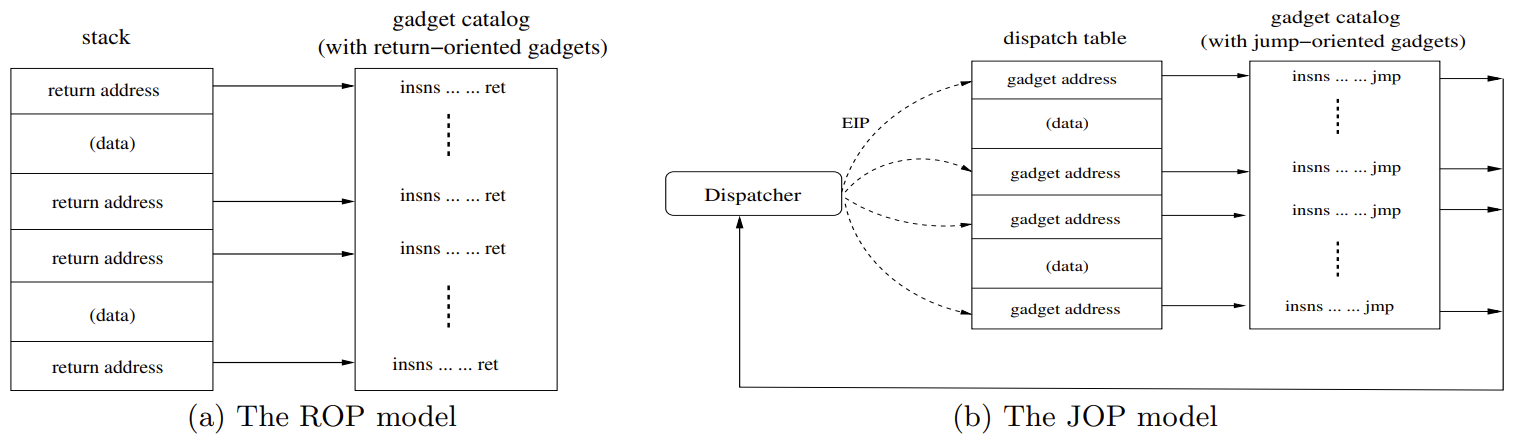 stack
gadget catalog
(with return−oriented gadgets)
return address
(data)
return address
return address
(data)
return address
insns ... ... ret
insns ... ... ret
insns ... ... ret
insns ... ... ret
(a) The ROP model
dispatch table
gadget catalog
(with jump−oriented gadgets)
EIP
Dispatcher
gadget address
(data)
gadget address
gadget address
(data)
gadget address
insns ... ... jmp
insns ... ... jmp
insns ... ... jmp
insns ... ... jmp
(b) The JOP model